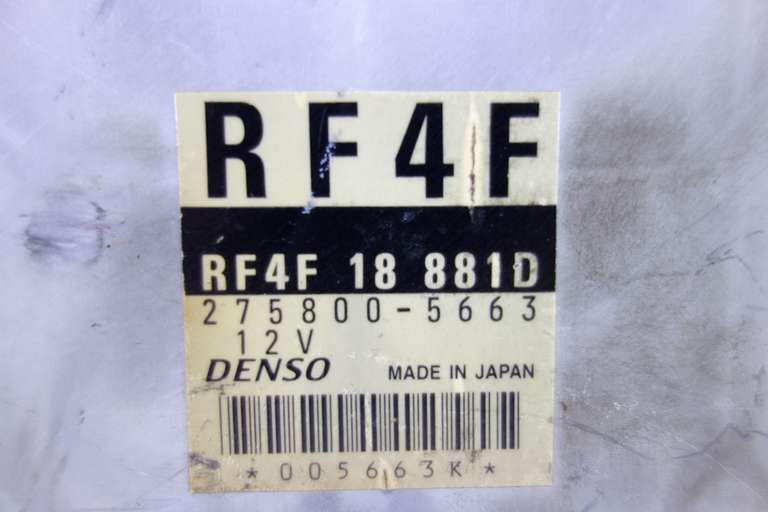 RF4F
RF4F 18 881D
275800-5663
12V
DENSO MADE IN JAPAN
*005663K*